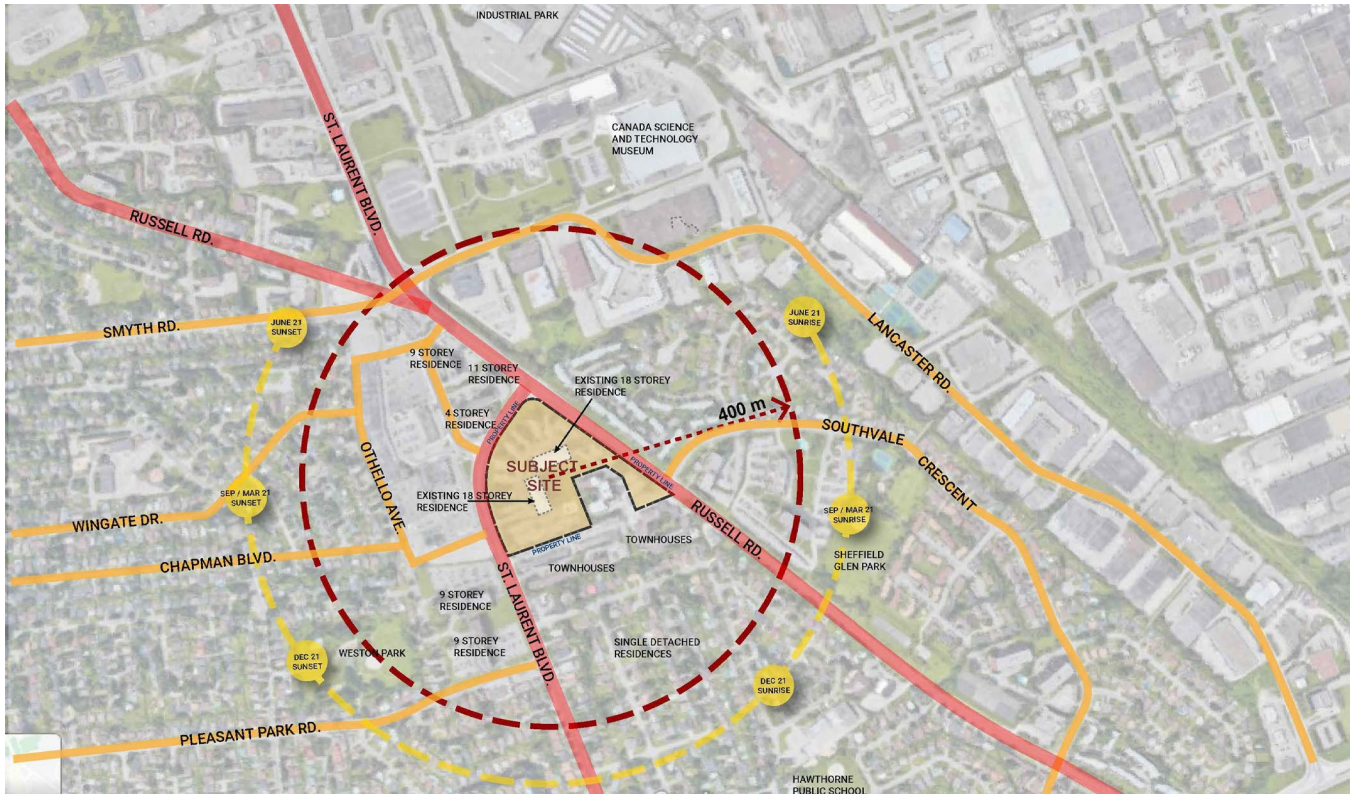 INDUSTRIAL PARK
ST. LAURENT BLVD.
CANADA SCIENCE
AND TECHNOLOGY
MUSEUM
RUSSELL RD.
SMYTH RD.
JUNE 21
SUNSET
JUNE 21
SUNRISE
LANCASTER RD.
9 STOREY
RESIDENCE
11 STOREY
RESIDENCE
EXISTING 18 STOREY
RESIDENCE
400 m
4 STOREY
RESIDENCE
PROPERTY LINE
SOUTHVALE
CRESCENT
OTHELLO AVE.
SUBJECT
SITE
PROPERTY LINE
SEP / MAR 21
SUNSET
EXISTING 18 STOREY
RESIDENCE
RUSSELL RD.
SEP / MAR 21
SUNRISE
WINGATE DR.
CHAPMAN BLVD.
PROPERTY LINE
TOWNHOUSES
TOWNHOUSES
SHEFFIELD
GLEN PARK
ST. LAURENT BLVD.
9 STOREY
RESIDENCE
9 STOREY
RESIDENCE
SINGLE DETACHED
RESIDENCES
DEC 21
SUNSET
WESTON PARK
DEC 21
SUNRISE
PLEASANT PARK RD.
HAWTHORNE
PUBLIC SCHOOL